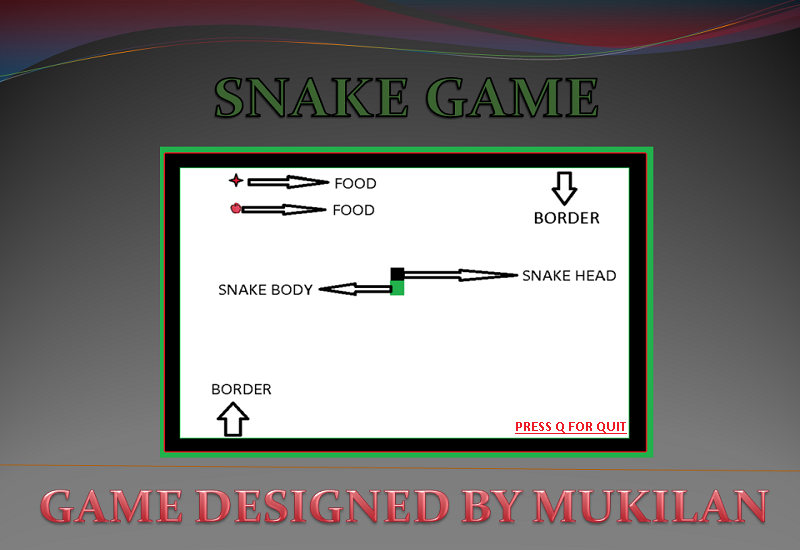 SNAKE GAME
FOOD
FOOD
BORDER
SNAKE HEAD
SNAKE BODY
BORDER
PRESS Q FOR QUIT
GAME DESIGNED BY MUKILAN